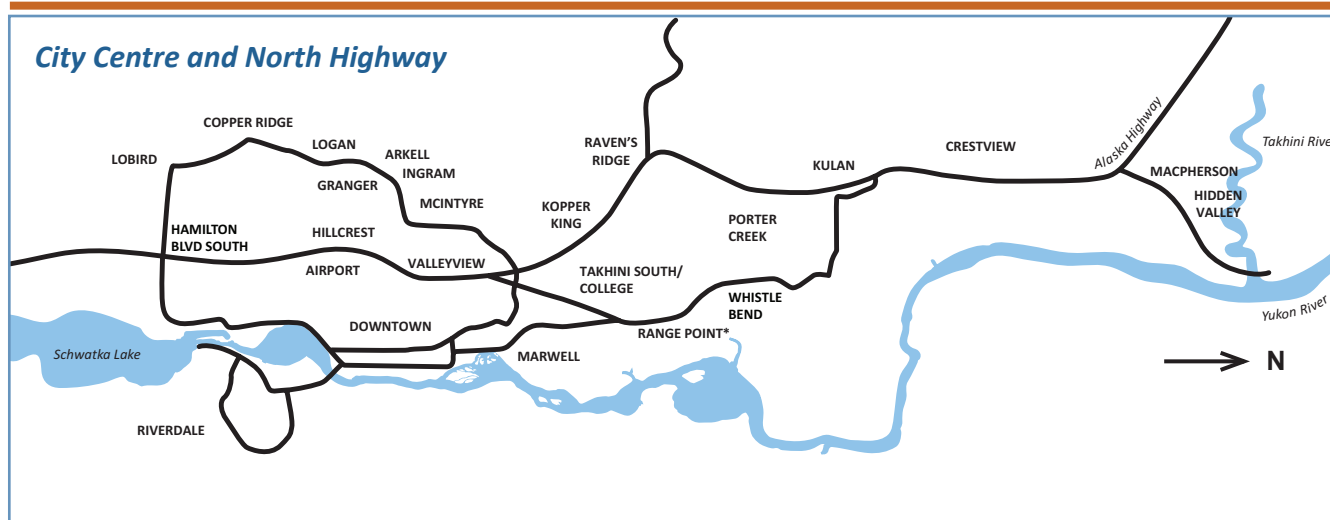 City Centre and North Highway
COPPER RIDGE
LOGAN
LOBIRD
ARKELL
INGRAM
GRANGER
MCINTYRE
RAVEN'S
RIDGE
KULAN
CRESTVIEW
Alaska Highway
Takhini Rive
MACPHERSON
HIDDEN
VALLEY
KOPPER
KING
PORTER
CREEK
HAMILTON
BLVD SOUTH
HILLCREST
AIRPORT
VALLEYVIEW
TAKHINI SOUTH/
COLLEGE
WHISTLE
BEND
Yukon River
DOWNTOWN
RANGE POINT*
MARWELL
Schwatka Lake
N
RIVERDALE